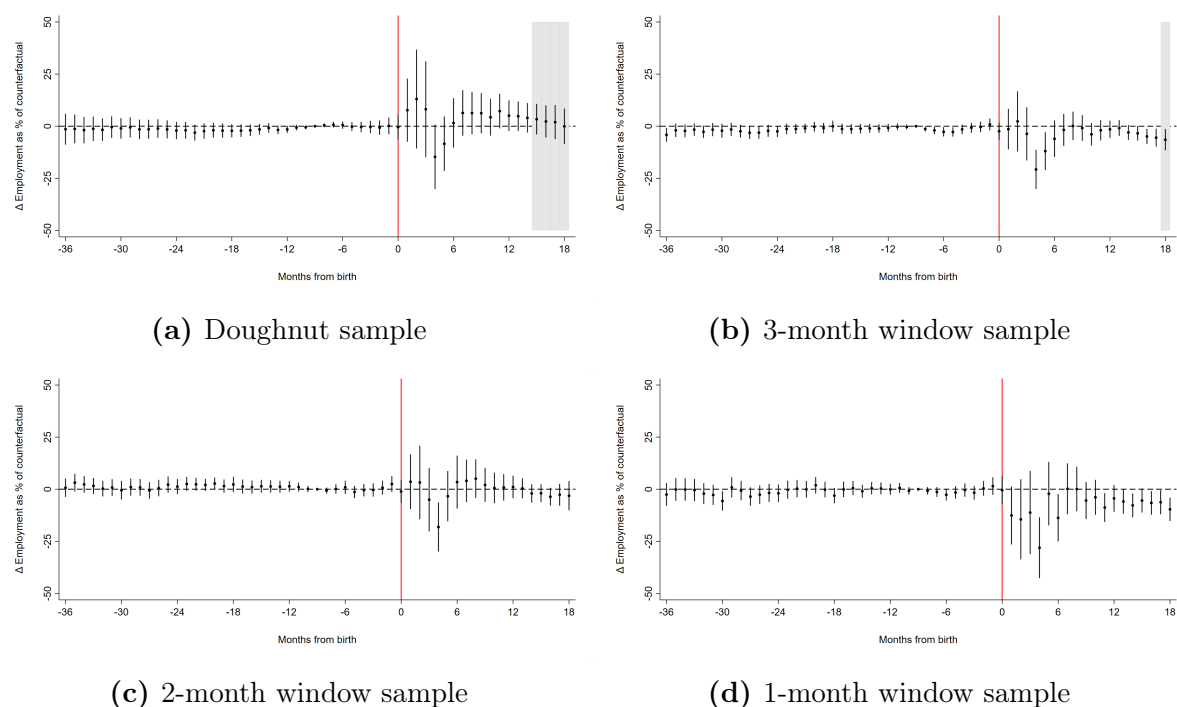 Δ Employment as % of counterfactual
50
25
0
-25
-50
-36 -30 -24 -18 -12 -6 0 6 12 18
Months from birth
(a) Doughnut sample
Δ Employment as % of counterfactual
50
25
0
-25
-50
-36 -30 -24 -18 -12 -6 0 6 12 18
Months from birth
(b) 3-month window sample
Δ Employment as % of counterfactual
50
25
0
-25
-50
-36 -30 -24 -18 -12 -6 0 6 12 18
Months from birth
(c) 2-month window sample
Δ Employment as % of counterfactual
50
25
0
-25
-50
-36 -30 -24 -18 -12 -6 0 6 12 18
Months from birth
(d) 1-month window sample